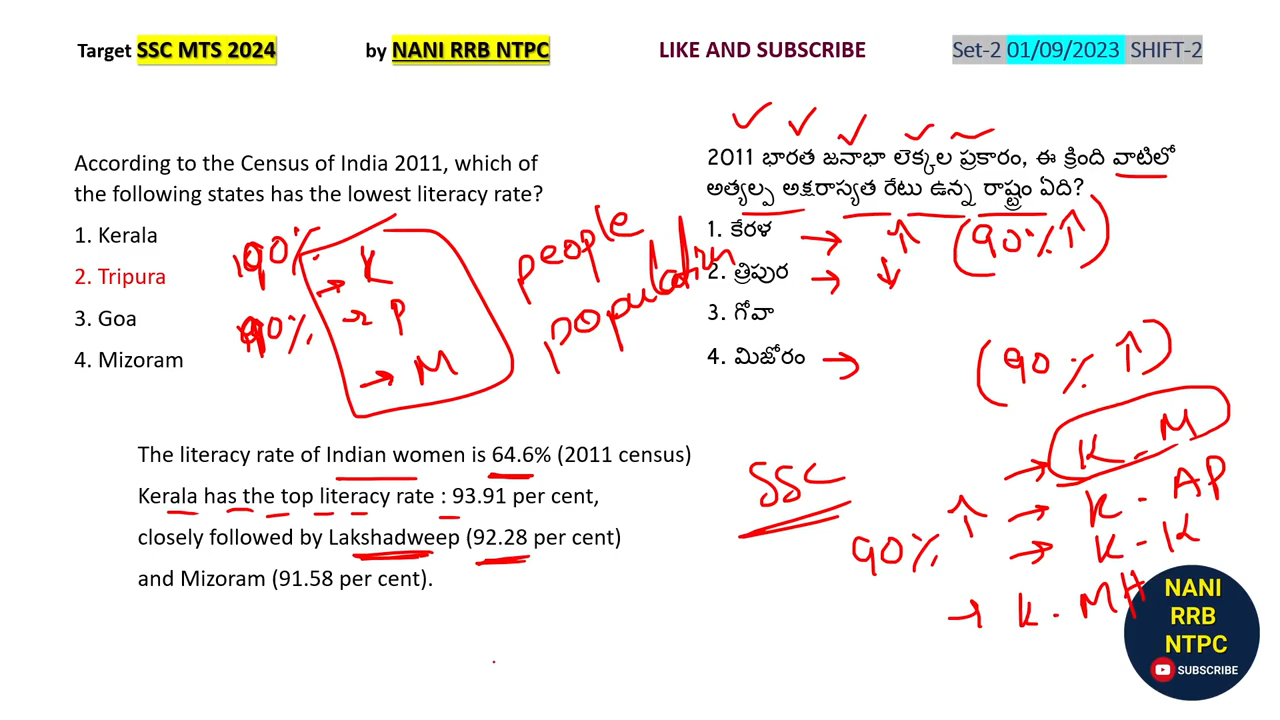 Target SSC MTS 2024 by NANI RRB NTPC LIKE AND SUBSCRIBE Set-2 01/09/2023 SHIFT-2
According to the Census of India 2011, which of
the following states has the lowest literacy rate?
1. Kerala
2. Tripura
3. Goa
4. Mizoram
2011 భారత జనాభా లెక్కల ప్రకారం, ఈ క్రింది వాటిలో
అత్యల్ప అక్షరాస్యత రేటు ఉన్న రాష్ట్రం ఏది?
1. కేరళ
2. త్రిపుర
3. గోవా
4. మిజోరం
90%
90%
K
P
M
people
population
(90%↑)
(90%↑)
The literacy rate of Indian women is 64.6% (2011 census)
Kerala has the top literacy rate : 93.91 per cent,
closely followed by Lakshadweep (92.28 per cent)
and Mizoram (91.58 per cent).
SSC
90%
K - M
K - AP
K - K
K - MH
NANI
RRB
NTPC
SUBSCRIBE